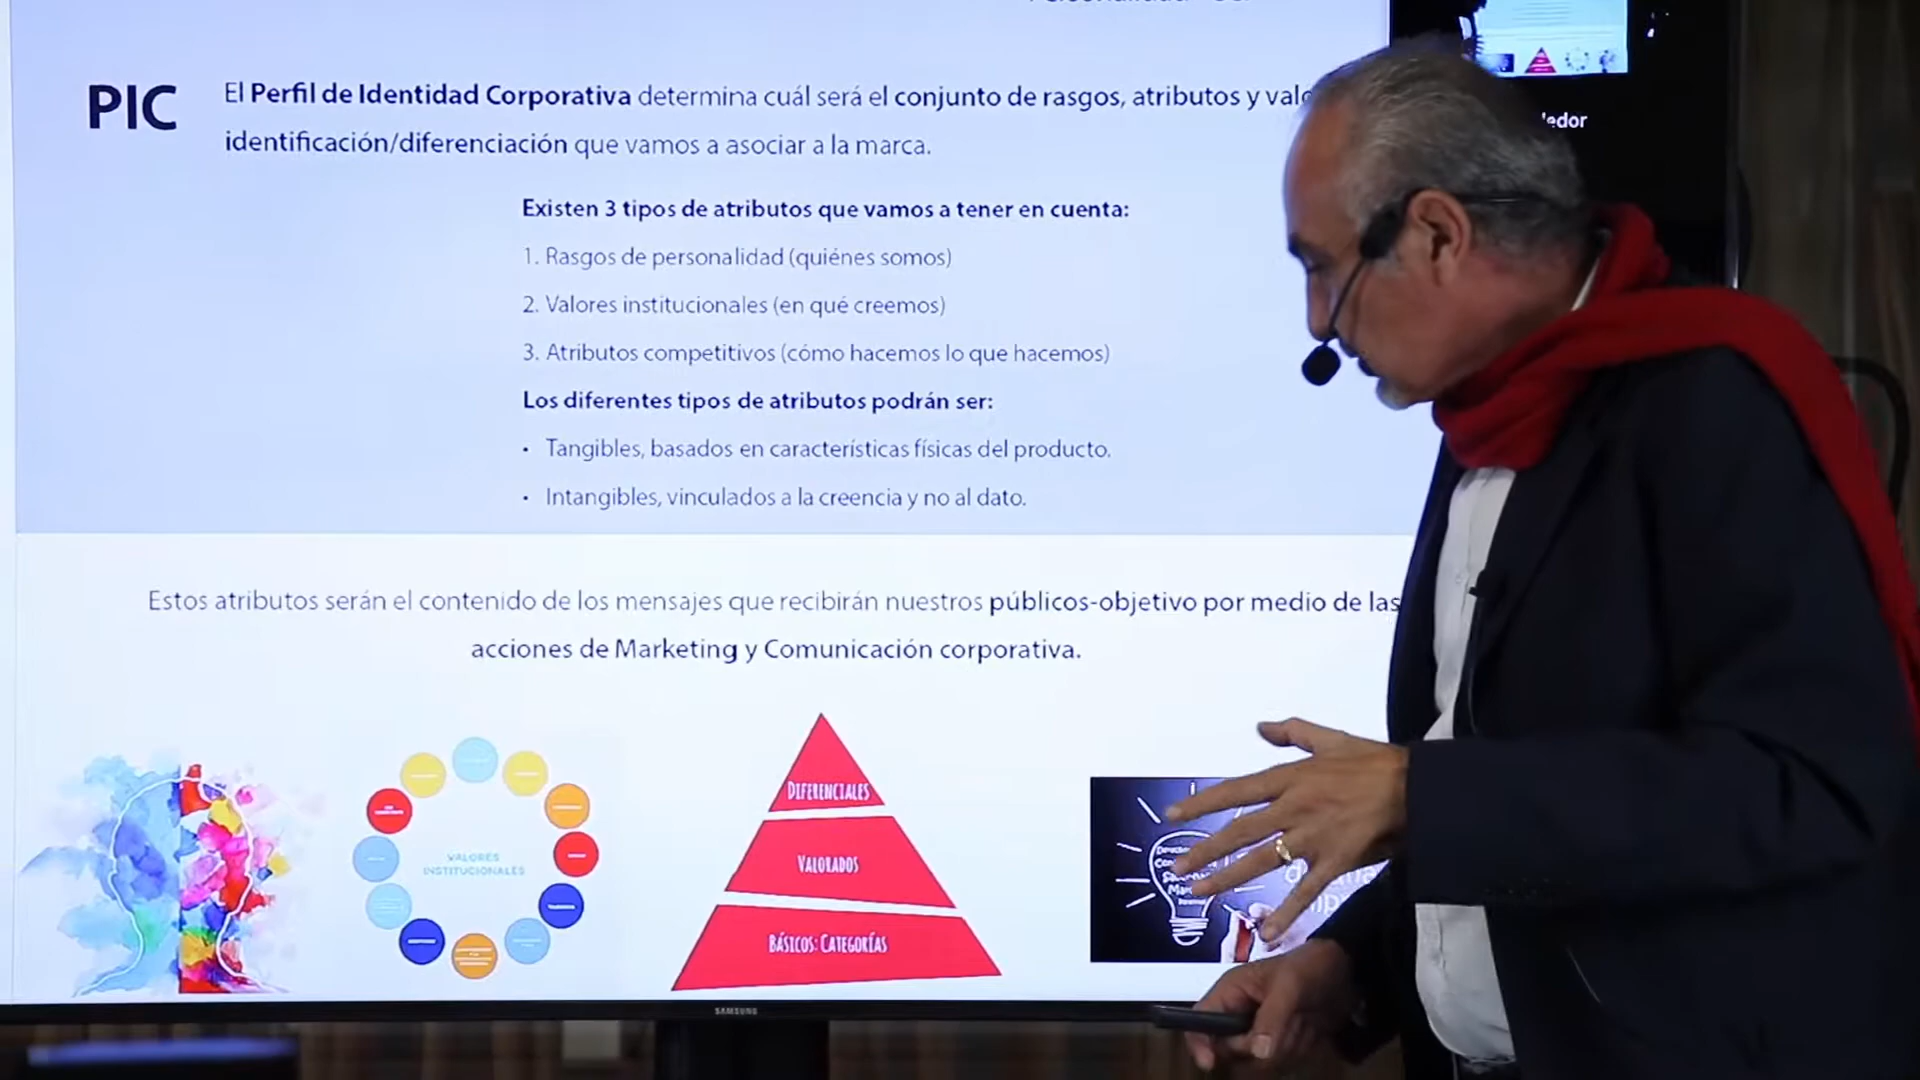 PIC
El Perfil de Identidad Corporativa determina cuál será el conjunto de rasgos, atributos y
identificación/diferenciación que vamos a asociar a la marca.
Existen 3 tipos de atributos que vamos a tener en cuenta:
1. Rasgos de personalidad (quiénes somos)
2. Valores institucionales (en qué creemos)
3. Atributos competitivos (cómo hacemos lo que hacemos)
Los diferentes tipos de atributos podrán ser:
• Tangibles, basados en características físicas del producto.
• Intangibles, vinculados a la creencia y no al dato.
Estos atributos serán el contenido de los mensajes que recibirán nuestros públicos-objetivo por medio de las
acciones de Marketing y Comunicación corporativa.
VALORES
INSTITUCIONALES
DIFERENCIALES
VALORADOS
BÁSICOS: CATEGORÍAS
SAMSUNG